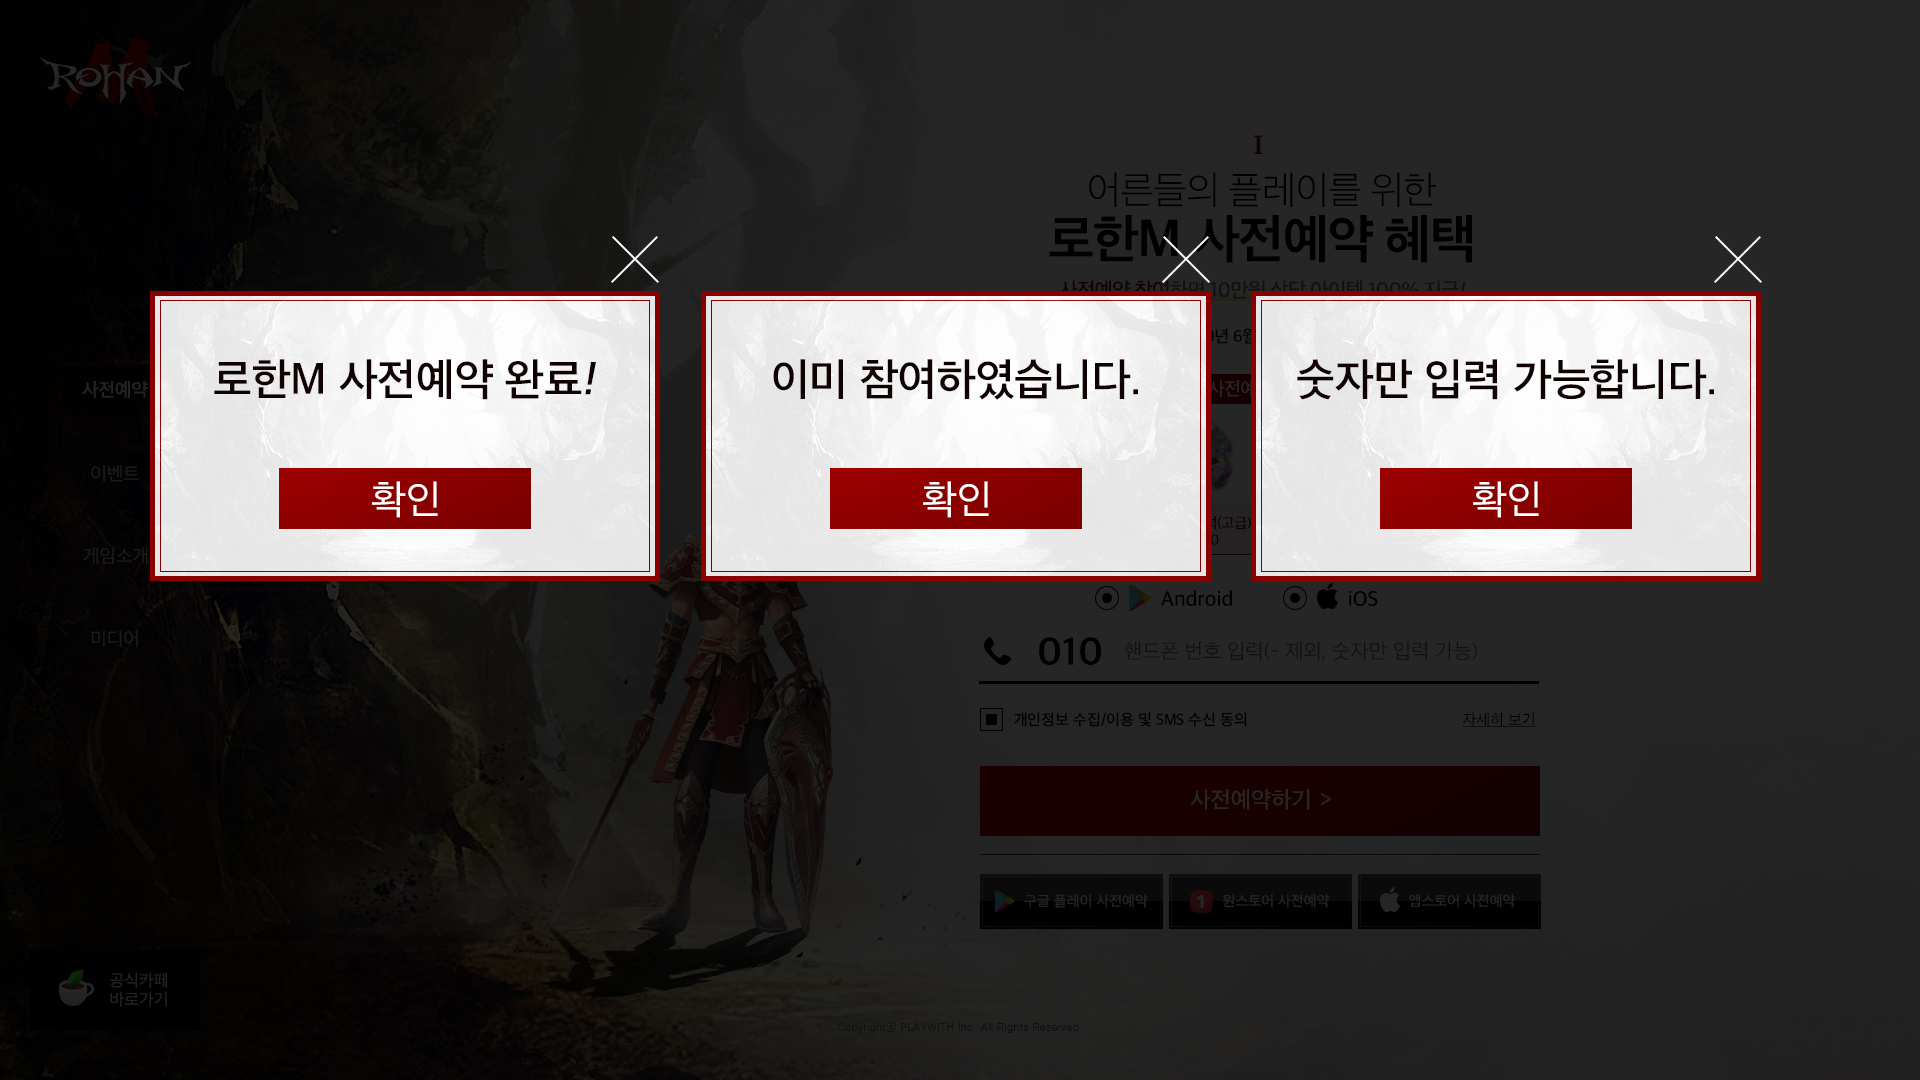 ROHAN M
I
어른들의 플레이를 위한
로한M 사전예약 혜택
사전예약 참여하면 10만원 상당 아이템 100% 지급!
로한M 사전예약 완료!
확인
이미 참여하였습니다.
확인
숫자만 입력 가능합니다.
확인
년 6
사전예
(고급)
사전예약
이벤트
게임소개
미디어
Android
iOS
010
핸드폰 번호 입력(- 제외, 숫자만 입력 가능)
개인정보 수집/이용 및 SMS 수신 동의
자세히 보기
사전예약하기 >
구글 플레이 사전예약
1 원스토어 사전예약
앱스토어 사전예약
공식카페
바로가기
Copyright© PLAYWITH Inc. All Rights Reserved.